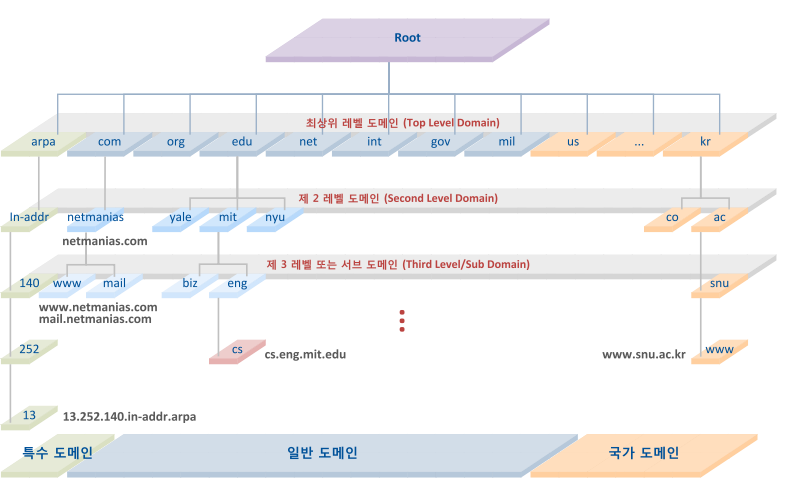 Root
최상위 레벨 도메인 (Top Level Domain)
arpa com org edu net int gov mil us ... kr
제 2 레벨 도메인 (Second Level Domain)
In-addr netmanias yale mit nyu co ac
netmanias.com
제 3 레벨 또는 서브 도메인 (Third Level/Sub Domain)
140 www mail biz eng snu
www.netmanias.com
mail.netmanias.com
252 cs cs.eng.mit.edu www.snu.ac.kr www
13 13.252.140.in-addr.arpa
특수 도메인 일반 도메인 국가 도메인